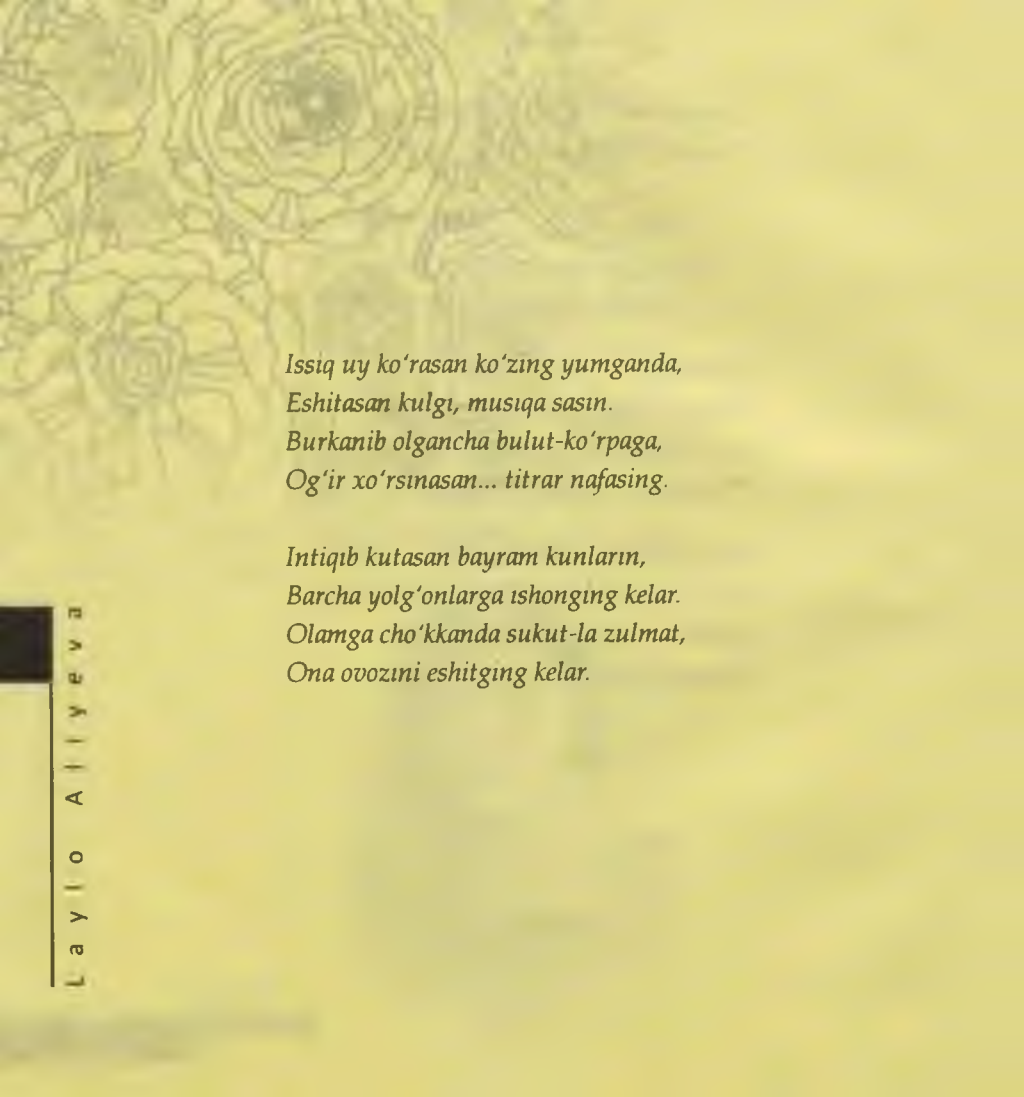 Issiq uy ko‘rasan ko‘zing yumganda,
Eshitasan kulgi, musiqa sasin.
Burkanib olgancha bulut-ko‘rpaga,
Og‘ir xo‘rsinasan... titrar nafasing.

Intiqib kutasan bayram kunlarin,
Barcha yolg‘onlarga ishonging kelar.
Olamga cho‘kkanda sukut-la zulmat,
Ona ovozini eshitging kelar.

Laylo Aliyeva